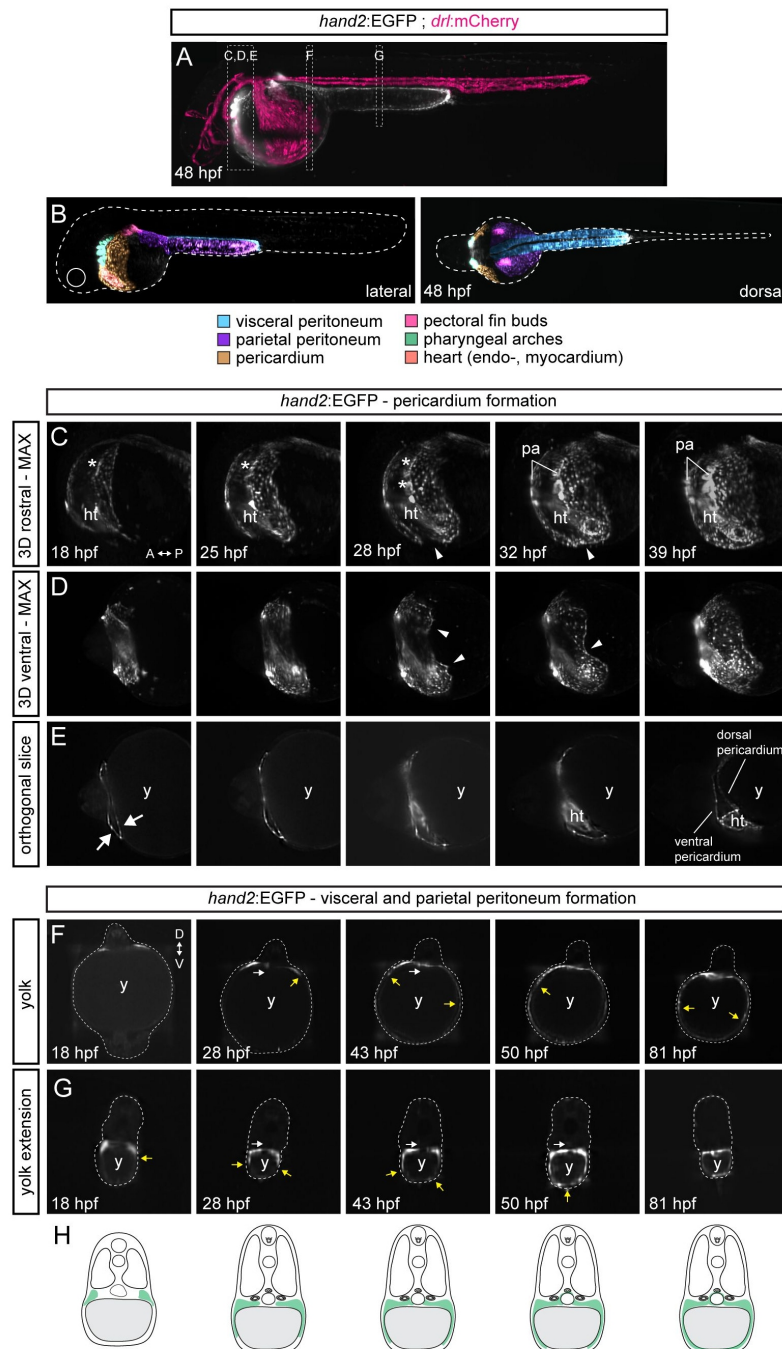 hand2:EGFP ; drl:mCherry
A
C,D,E
F
G
48 hpf
B
lateral
48 hpf
dorsal
visceral peritoneum
parietal peritoneum
pericardium
pectoral fin buds
pharyngeal arches
heart (endo-, myocardium)
hand2:EGFP - pericardium formation
3D rostral - MAX
C
*
ht
18 hpf
A ↔ P
*
ht
25 hpf
*
*
ht
28 hpf
pa
ht
32 hpf
pa
ht
39 hpf
3D ventral - MAX
D
orthogonal slice
E
y
y
y
y
ht
dorsal
pericardium
y
ht
ventral
pericardium
hand2:EGFP - visceral and parietal peritoneum formation
yolk
F
D
↕
V
y
18 hpf
y
28 hpf
y
43 hpf
y
50 hpf
y
81 hpf
yolk extension
G
y
18 hpf
y
28 hpf
y
43 hpf
y
50 hpf
y
81 hpf
H